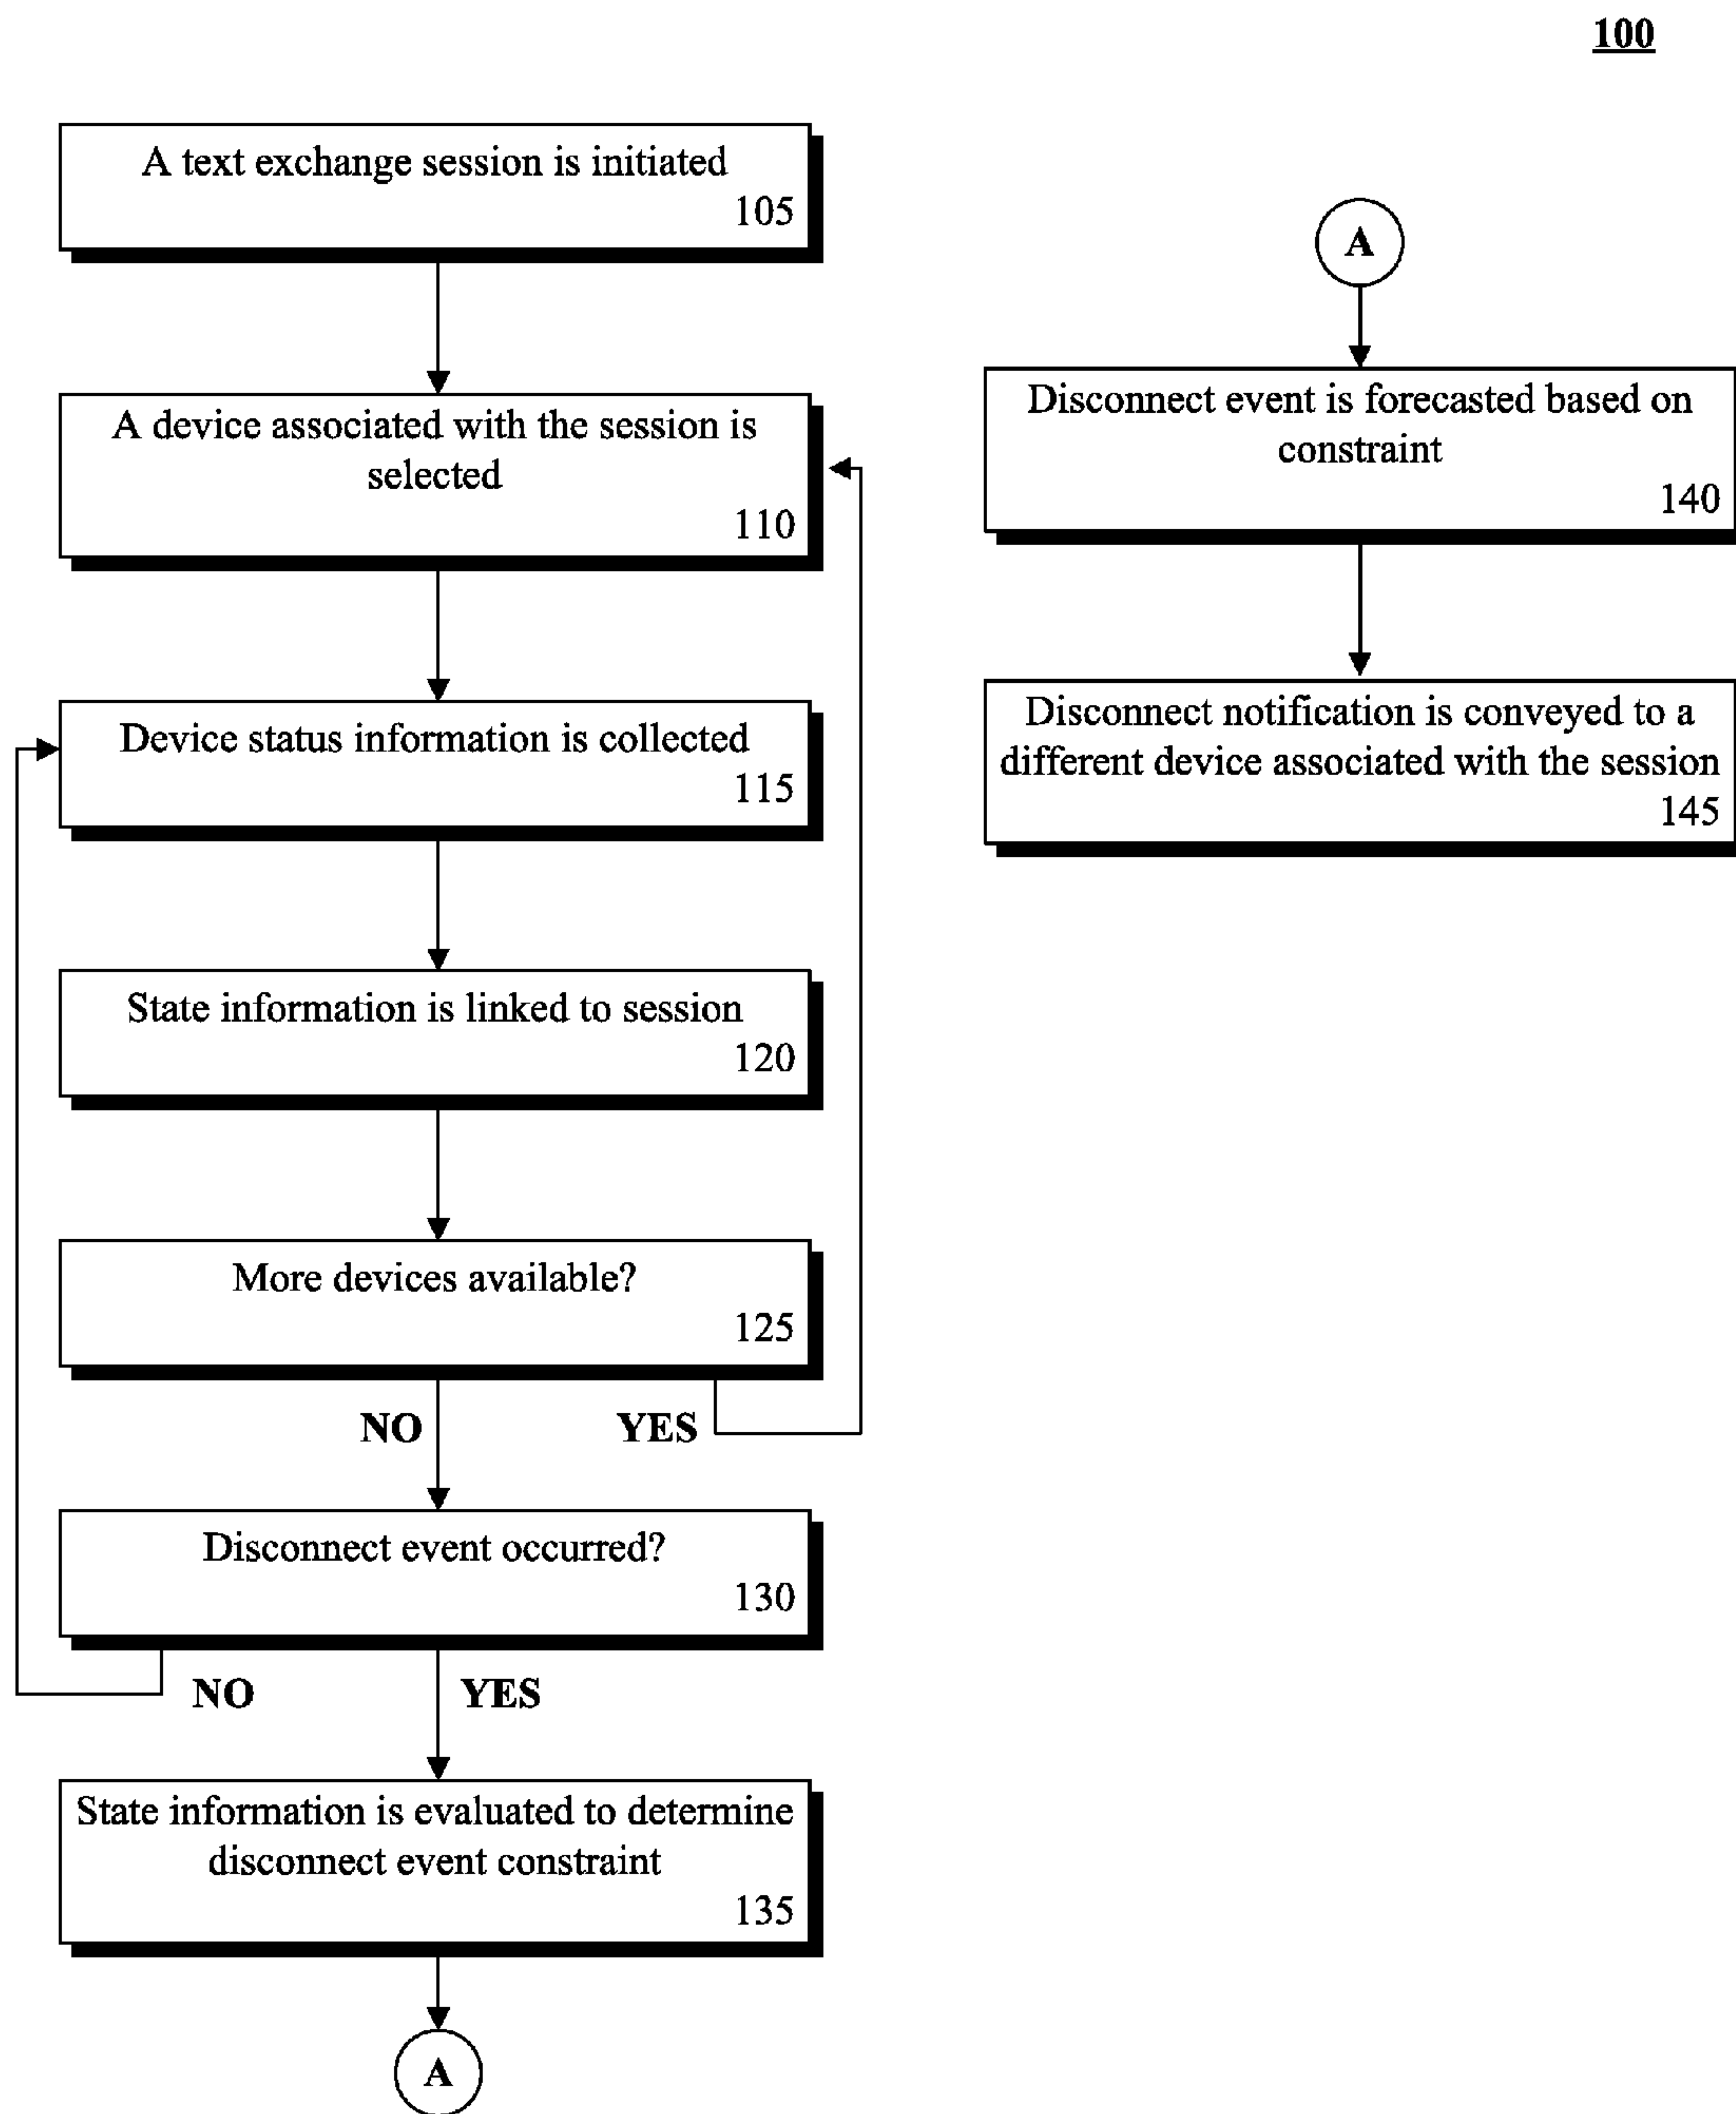 100
A text exchange session is initiated
105
A device associated with the session is
selected
110
Device status information is collected
115
State information is linked to session
120
More devices available?
125
NO
YES
Disconnect event occurred?
130
NO
YES
State information is evaluated to determine
disconnect event constraint
135
A
A
Disconnect event is forecasted based on
constraint
140
Disconnect notification is conveyed to a
different device associated with the session
145